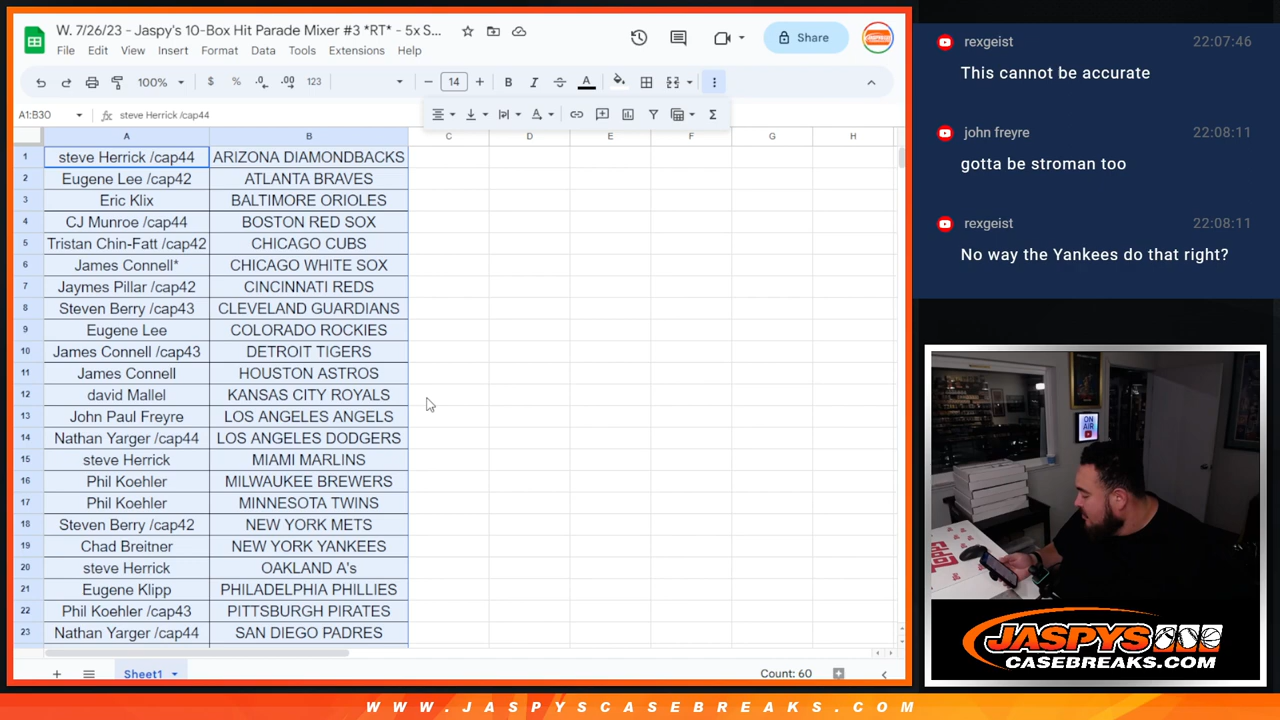 W. 7/26/23 - Jaspy's 10-Box Hit Parade Mixer #3 *RT* - 5x S...
File Edit View Insert Format Data Tools Extensions Help
Share
100% $ % .0 .00 123 14 B I S A
A1:B30 fx steve Herrick /cap44
A B C D E F G H
1 steve Herrick /cap44 ARIZONA DIAMONDBACKS
2 Eugene Lee /cap42 ATLANTA BRAVES
3 Eric Klix BALTIMORE ORIOLES
4 CJ Munroe /cap44 BOSTON RED SOX
5 Tristan Chin-Fatt /cap42 CHICAGO CUBS
6 James Connell* CHICAGO WHITE SOX
7 Jaymes Pillar /cap42 CINCINNATI REDS
8 Steven Berry /cap43 CLEVELAND GUARDIANS
9 Eugene Lee COLORADO ROCKIES
10 James Connell /cap43 DETROIT TIGERS
11 James Connell HOUSTON ASTROS
12 david Mallel KANSAS CITY ROYALS
13 John Paul Freyre LOS ANGELES ANGELS
14 Nathan Yarger /cap44 LOS ANGELES DODGERS
15 steve Herrick MIAMI MARLINS
16 Phil Koehler MILWAUKEE BREWERS
17 Phil Koehler MINNESOTA TWINS
18 Steven Berry /cap42 NEW YORK METS
19 Chad Breitner NEW YORK YANKEES
20 steve Herrick OAKLAND A's
21 Eugene Klipp PHILADELPHIA PHILLIES
22 Phil Koehler /cap43 PITTSBURGH PIRATES
23 Nathan Yarger /cap44 SAN DIEGO PADRES
Sheet1
Count: 60
rexgeist 22:07:46
This cannot be accurate
john freyre 22:08:11
gotta be stroman too
rexgeist 22:08:11
No way the Yankees do that right?
ON
AIR
JASPYS
CASEBREAKS.COM
WWW.JASPYSCASEBREAKS.COM